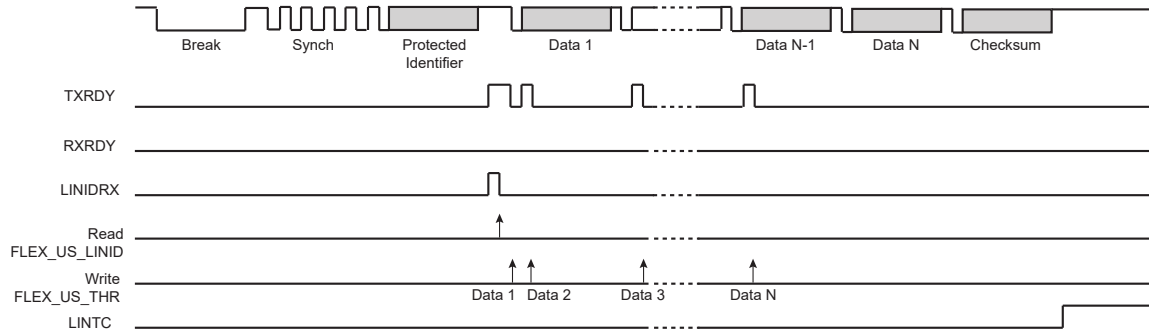 Break Synch Protected Data 1 Data N-1 Data N Checksum
Identifier
TXRDY
RXRDY
LINIDRX
Read
FLEX_US_LINID
Write
FLEX_US_THR Data 1 Data 2 Data 3 Data N
LINTC